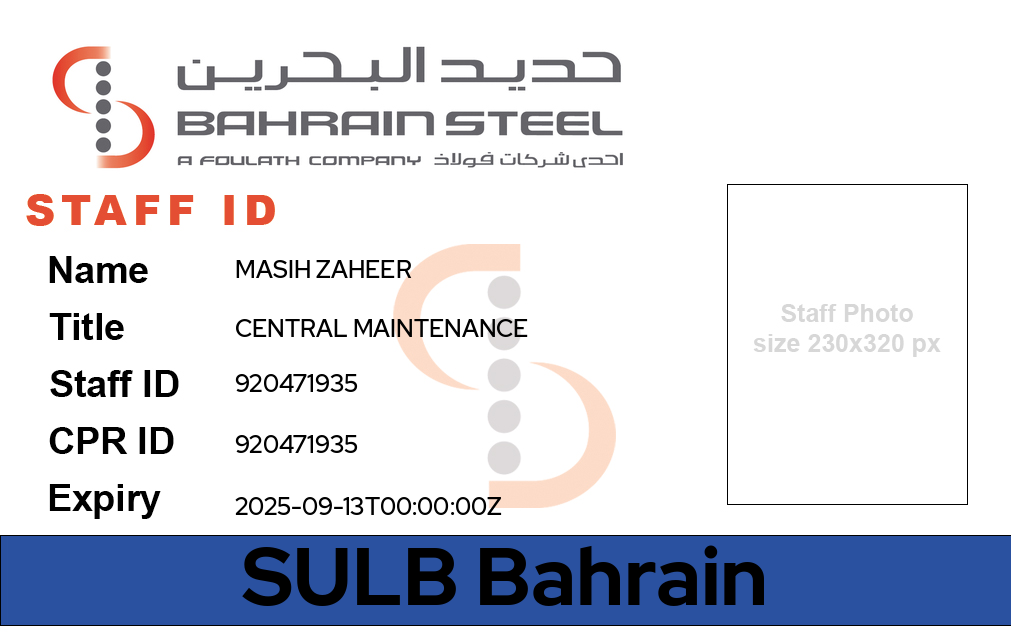 حديد البحرين
BAHRAIN STEEL
A FOULATH COMPANY احدى شركات فولاذ
STAFF ID
Name MASIH ZAHEER
Title CENTRAL MAINTENANCE
Staff ID 920471935
CPR ID 920471935
Expiry 2025-09-13T00:00:00Z
Staff Photo
size 230x320 px
SULB Bahrain